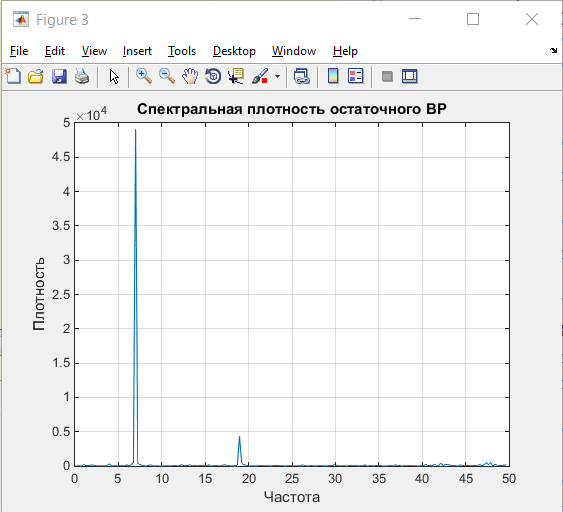 Figure 3
File Edit View Insert Tools Desktop Window Help
Спектральная плотность остаточного ВР
×10^4
5
4.5
4
3.5
3
2.5
2
1.5
1
0.5
0
Плотность
0 5 10 15 20 25 30 35 40 45 50
Частота